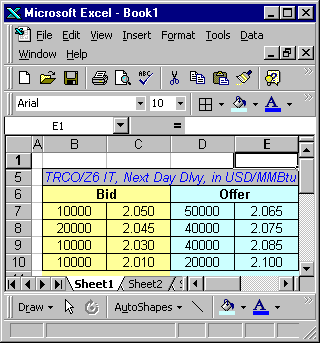 Microsoft Excel - Book1
File Edit View Insert Format Tools Data
Window Help
ABC
Arial 10 A
E1 =
A B C D E
1
5 TRCO/Z6 IT, Next Day Dlvy, in USD/MMBtu
6 Bid Offer
7 10000 2.050 50000 2.065
8 20000 2.045 40000 2.075
9 10000 2.030 40000 2.085
10 10000 2.010 20000 2.100
Sheet1 Sheet2
Draw AutoShapes A